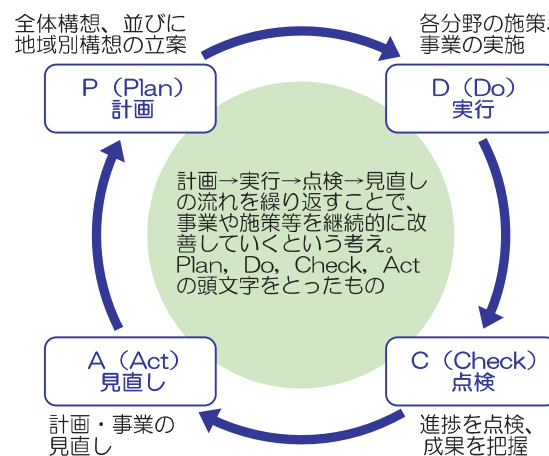 全体構想、並びに
地域別構想の立案
各分野の施策、
事業の実施
P（Plan）
計画
D（Do）
実行
計画→実行→点検→見直し
の流れを繰り返すことで、
事業や施策等を継続的に改
善していくという考え。
Plan，Do，Check，Act
の頭文字をとったもの
A（Act）
見直し
C（Check）
点検
計画・事業の
見直し
進捗を点検、
成果を把握